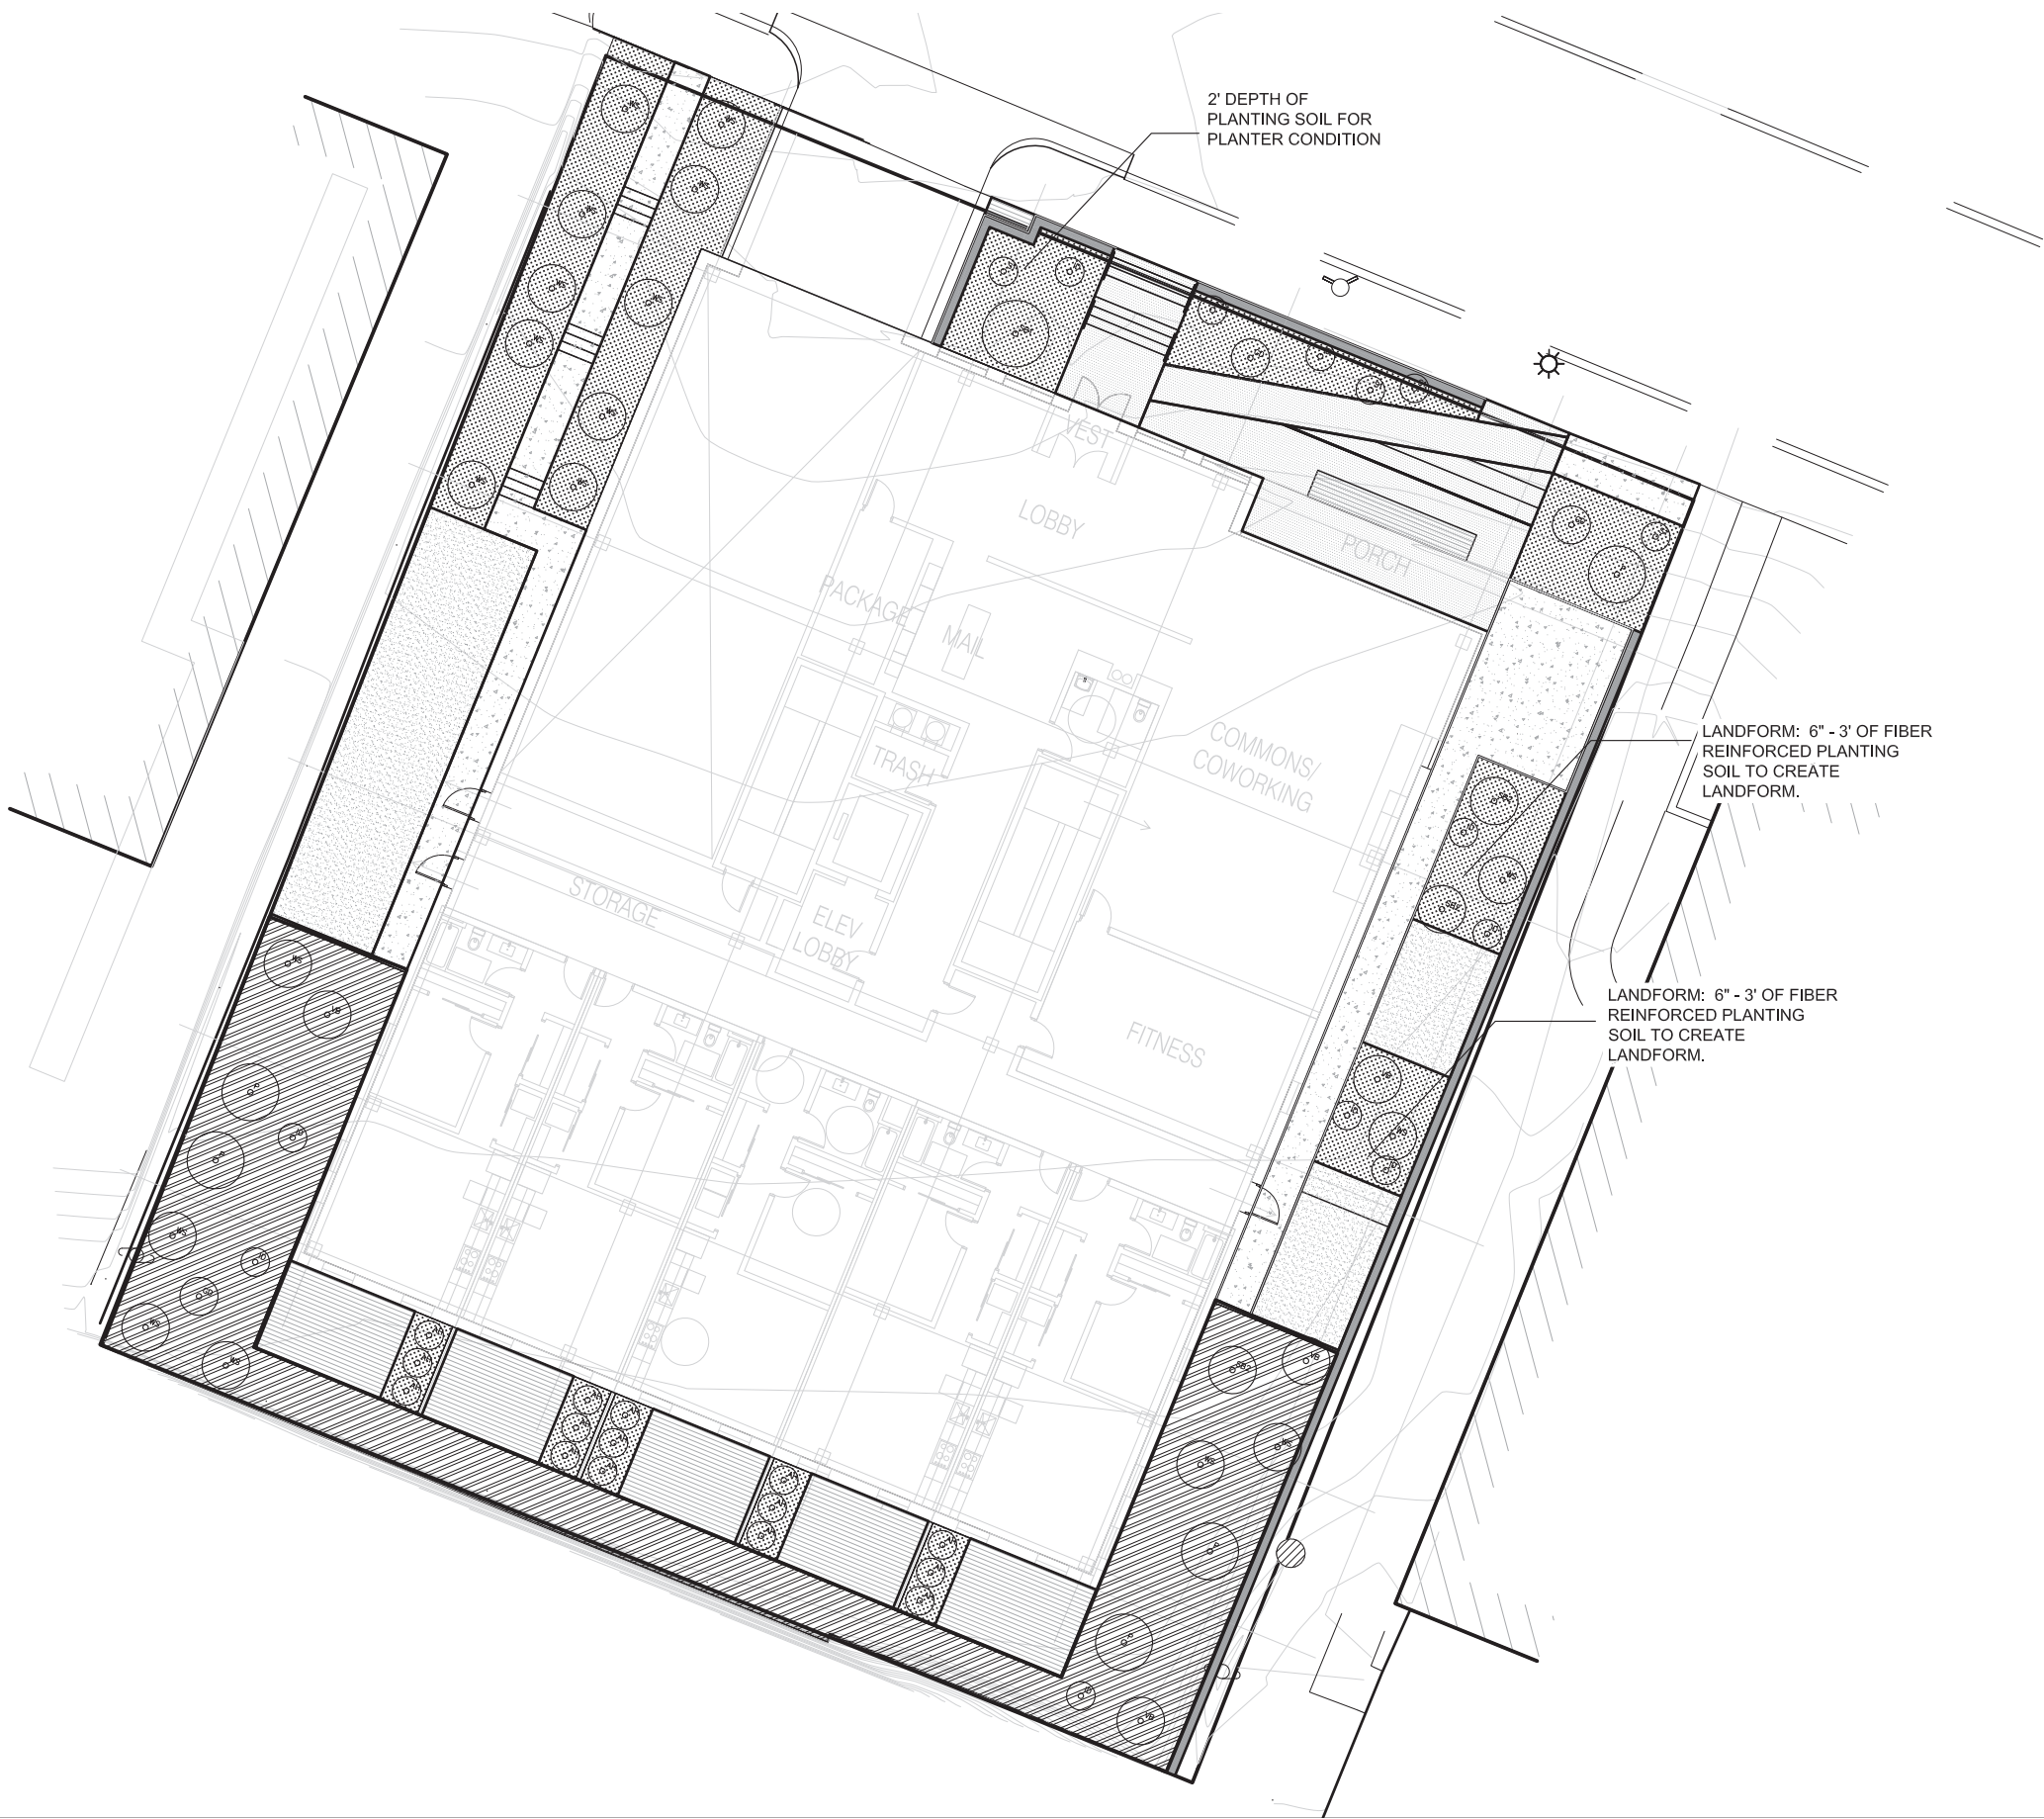 2' DEPTH OF
PLANTING SOIL FOR
PLANTER CONDITION
VEST
LOBBY
PORCH
PACKAGE
MAIL
COMMONS/
COWORKING
TRASH
LANDFORM:  6" - 3' OF FIBER
REINFORCED PLANTING
SOIL TO CREATE
LANDFORM.
STORAGE
ELEV
LOBBY
FITNESS
LANDFORM:  6" - 3' OF FIBER
REINFORCED PLANTING
SOIL TO CREATE
LANDFORM.